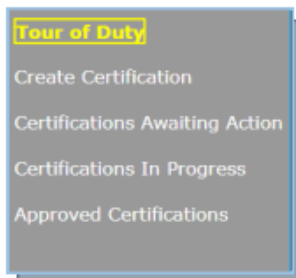 Tour of Duty
Create Certification
Certifications Awaiting Action
Certifications In Progress
Approved Certifications